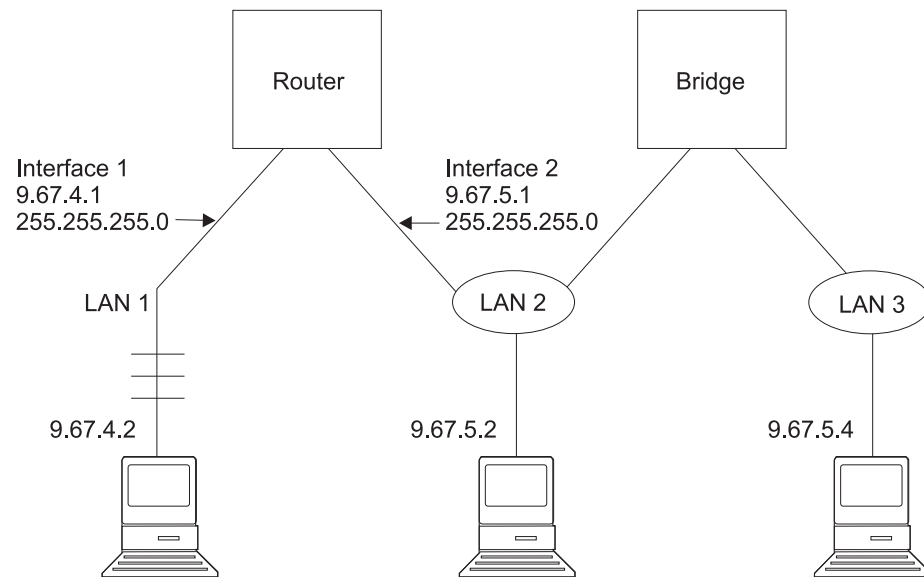 Router
Bridge
Interface 1
9.67.4.1
255.255.255.0
Interface 2
9.67.5.1
255.255.255.0
LAN 1
LAN 2
LAN 3
9.67.4.2
9.67.5.2
9.67.5.4